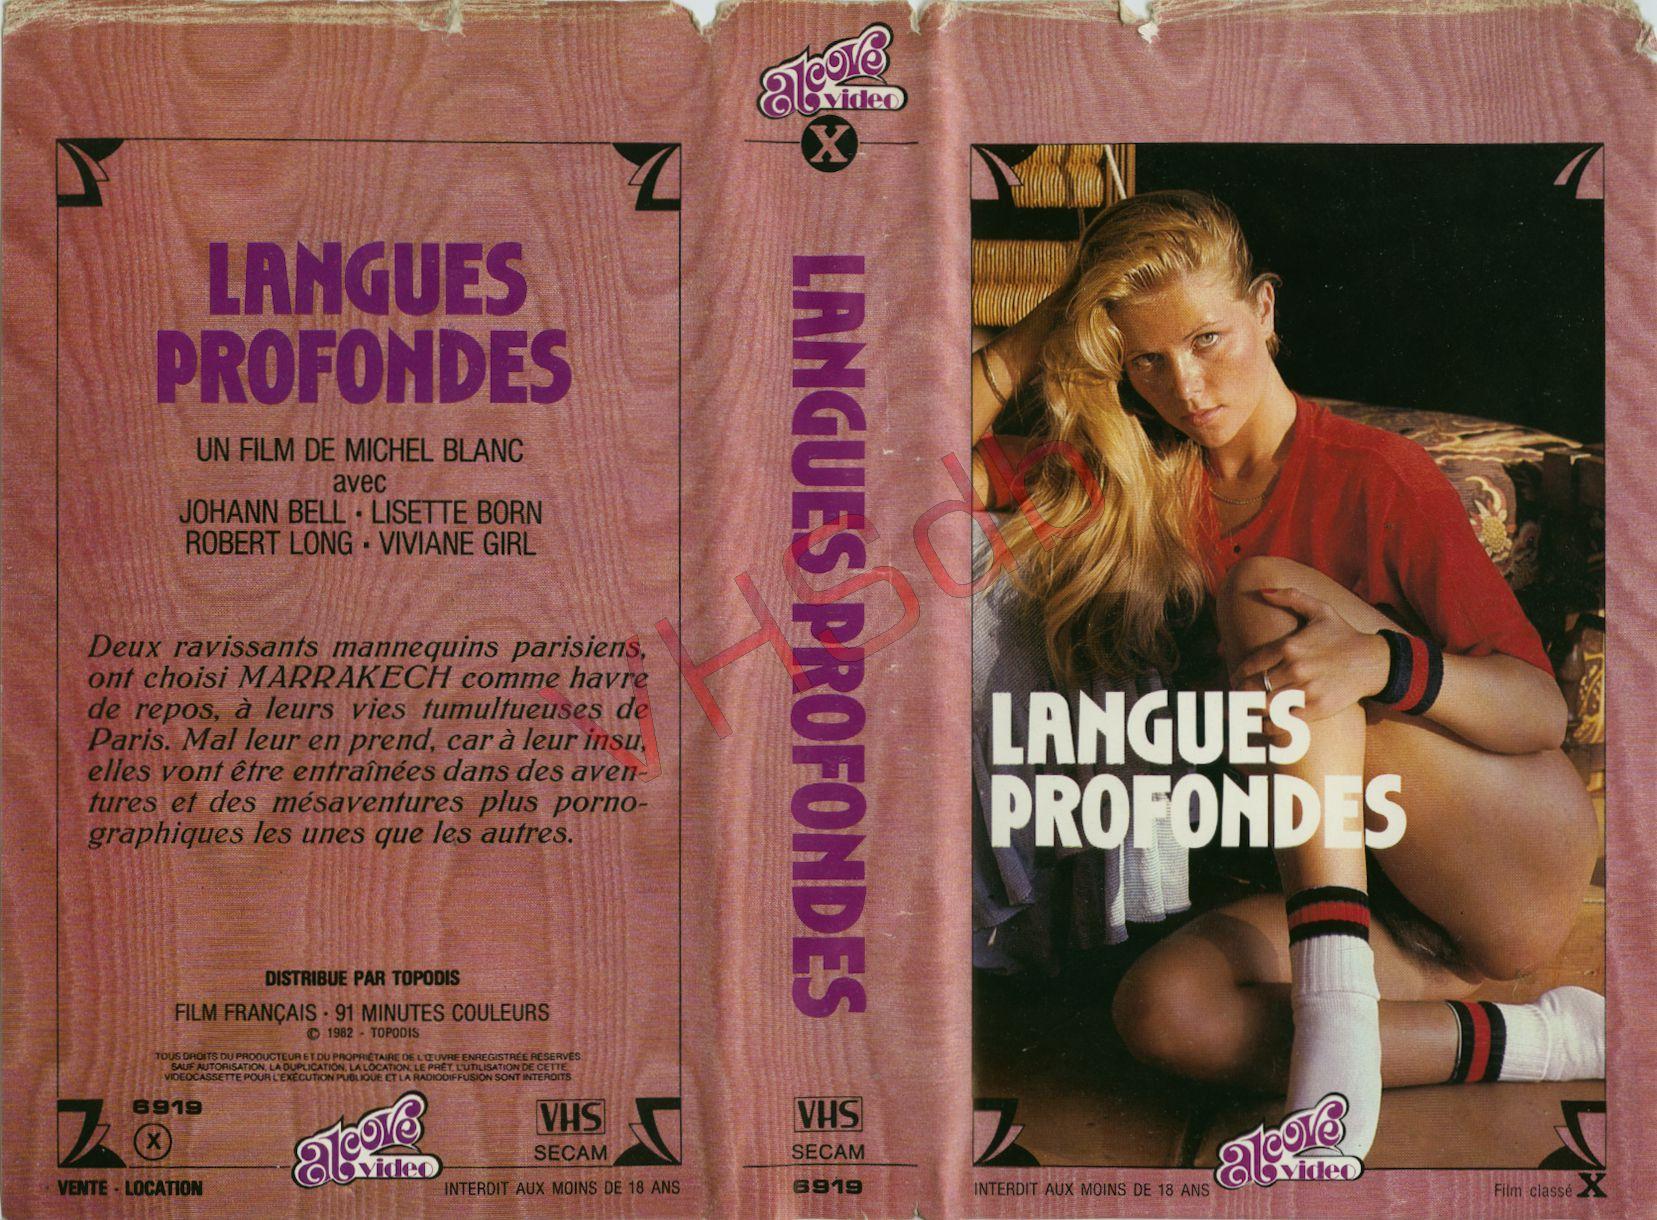 LANGUES
PROFONDES
UN FILM DE MICHEL BLANC
avec
JOHANN BELL · LISETTE BORN
ROBERT LONG · VIVIANE GIRL
Deux ravissants mannequins parisiens,
ont choisi MARRAKECH comme havre
de repos, à leurs vies tumultueuses de
Paris. Mal leur en prend, car à leur insu,
elles vont être entraînées dans des aven-
tures et des mésaventures plus porno-
graphiques les unes que les autres.
DISTRIBUE PAR TOPODIS
FILM FRANÇAIS · 91 MINUTES COULEURS
© 1982 - TOPODIS
TOUS DROITS DU PRODUCTEUR ET DU PROPRIÉTAIRE DE L'ŒUVRE ENREGISTRÉE RESERVES
SAUF AUTORISATION, LA DUPLICATION, LA LOCATION, LE PRÊT, L'UTILISATION DE CETTE
VIDEOCASSETTE POUR L'EXÉCUTION PUBLIQUE ET LA RADIODIFFUSION SONT INTERDITS
6919
X
alcove
video
VHS
SECAM
VENTE - LOCATION
INTERDIT AUX MOINS DE 18 ANS
alcove
video
X
LANGUES PROFONDES
VHS
SECAM
6919
LANGUES
PROFONDES
INTERDIT AUX MOINS DE 18 ANS
alcove
video
Film classé X
VHSdb